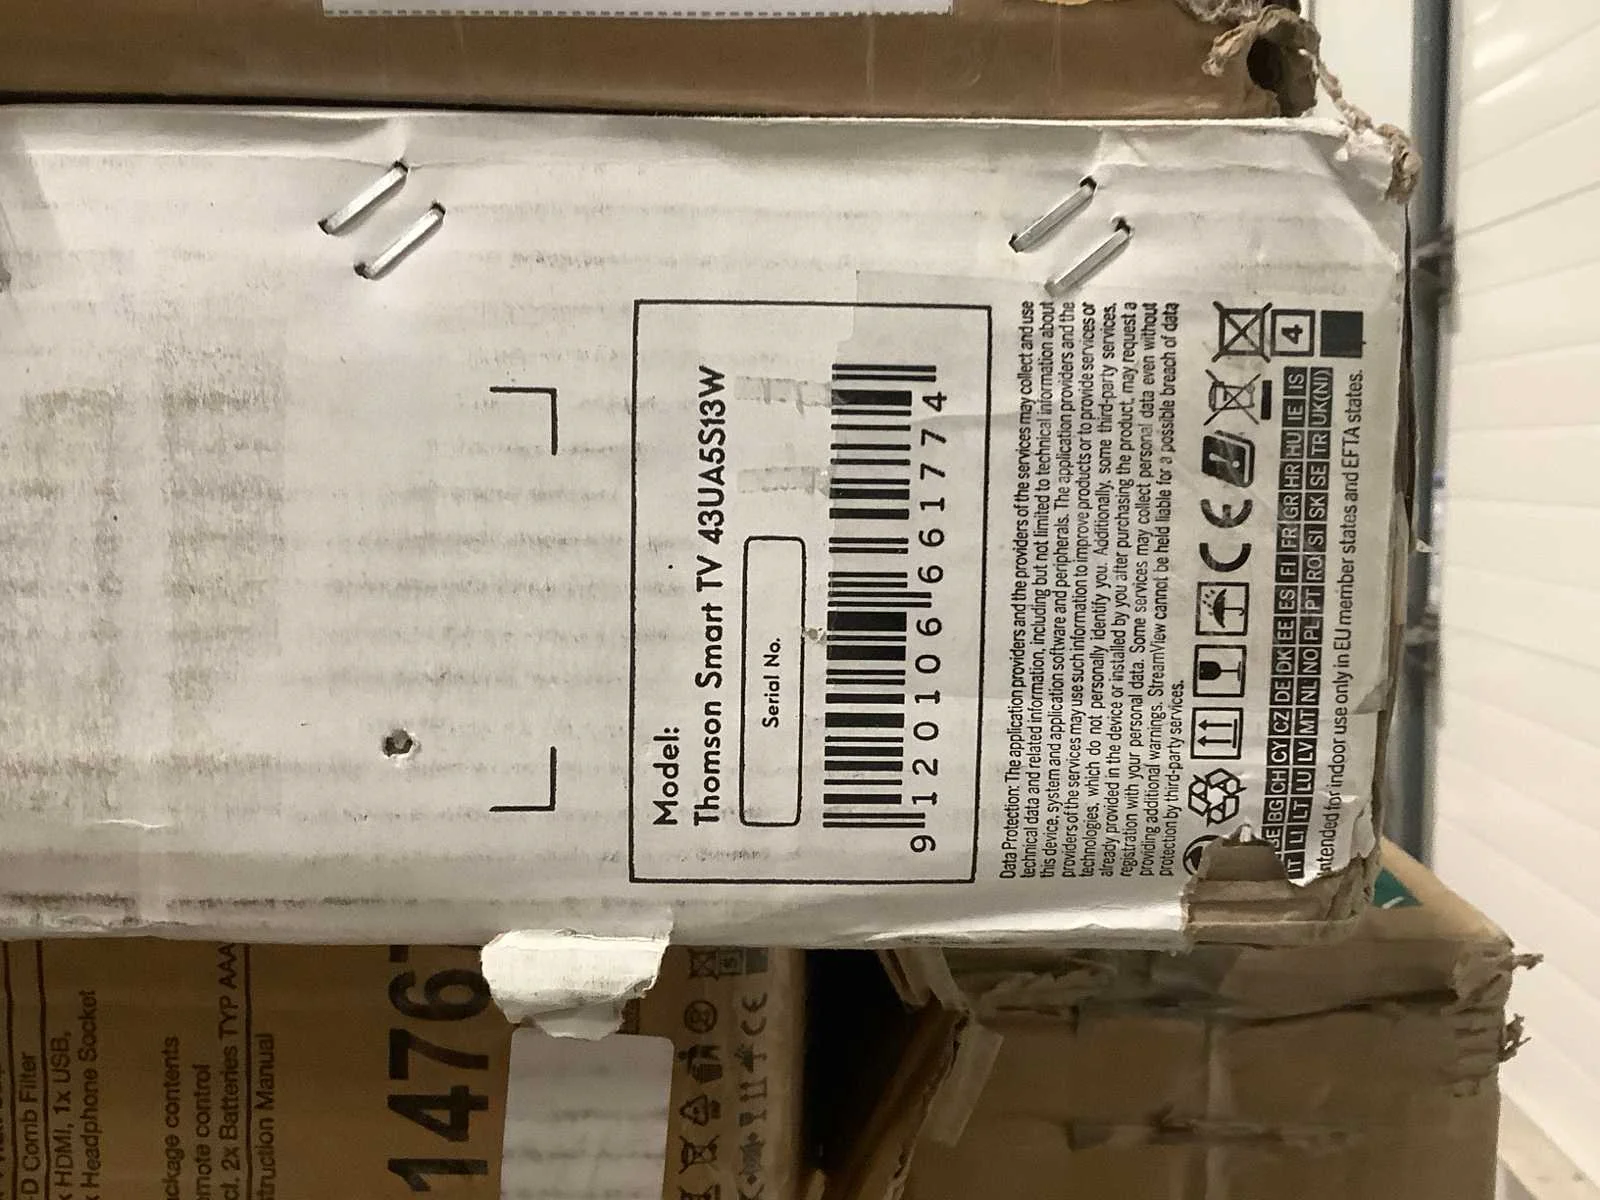 Model:
Thomson Smart TV 43UA5S13W
Serial No.
9 120106 661774
Data Protection: The application providers and the providers of the services may collect and use
technical data and related information, including but not limited to technical information about
this device, system and application software and peripherals. The application providers and the
providers of the services may use such information to improve products or to provide services or
technologies, which do not personally identify you. Additionally, some third-party services,
already provided in the device or installed by you after purchasing the product, may request a
registration with your personal data. Some services may collect personal data even without
providing additional warnings. StreamView cannot be held liable for a possible breach of data
protection by third-party services.
CE
4
BE BG CH CY CZ DE DK EE ES FI FR GR HR HU IE IS
IT LI LT LU LV MT NL NO PL PT RO SI SK SE TR UK(NI)
Intended for indoor use only in EU member states and EFTA states.
-D Comb Filter
x HDMI, 1x USB,
x Headphone Socket
ackage contents
emote control
cl. 2x Batteries TYP AAA
struction Manual
1476
CE